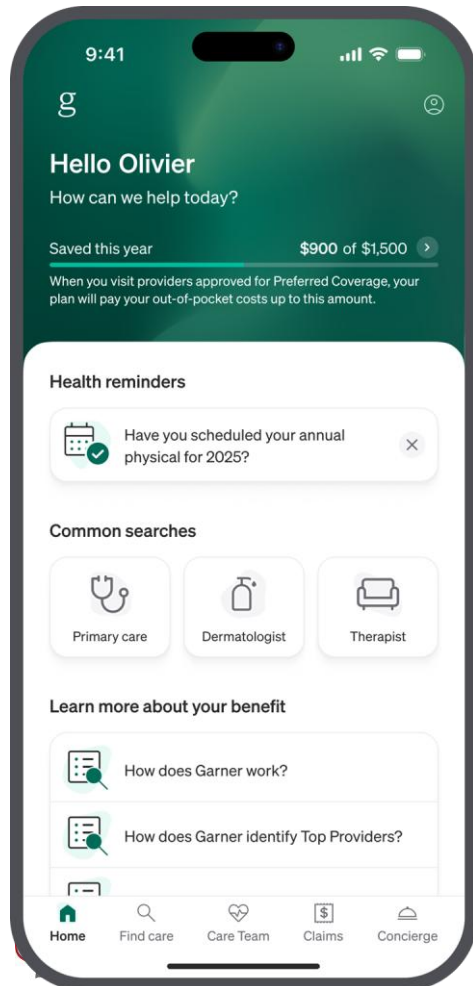 9:41
g
Hello Olivier
How can we help today?
Saved this year
$900 of $1,500
When you visit providers approved for Preferred Coverage, your
plan will pay your out-of-pocket costs up to this amount.
Health reminders
Have you scheduled your annual
physical for 2025?
Common searches
Primary care
Dermatologist
Therapist
Learn more about your benefit
How does Garner work?
How does Garner identify Top Providers?
$
Home
Find care
Care Team
Claims
Concierge